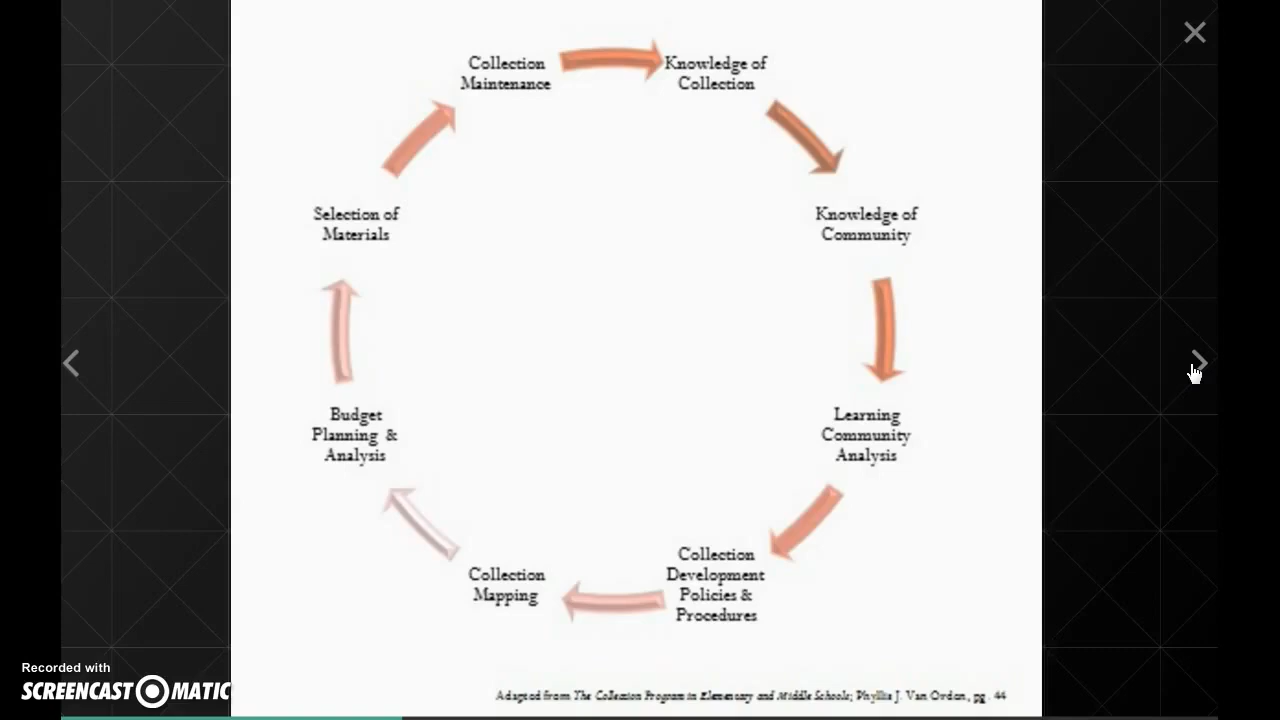 Collection
Maintenance
Knowledge of
Collection
Knowledge of
Community
Learning
Community
Analysis
Collection
Development
Policies &
Procedures
Collection
Mapping
Budget
Planning &
Analysis
Selection of
Materials
Adapted from The Collection Program in Elementary and Middle Schools; Phyllis J. Van Orden, pg. 44
Recorded with
SCREENCAST-O-MATIC